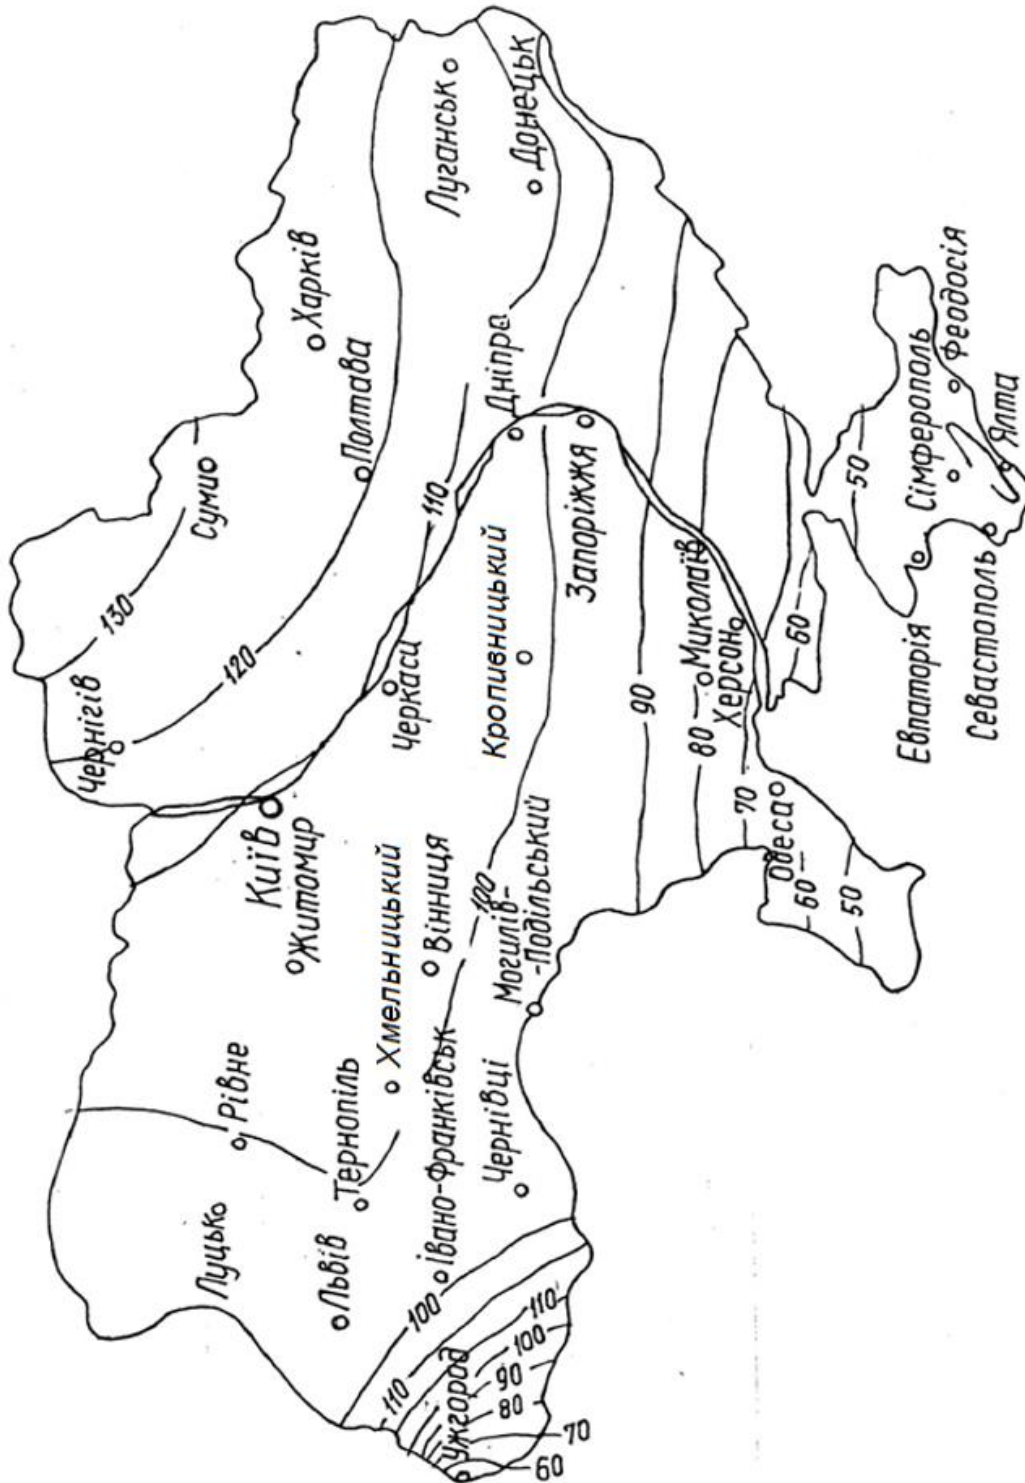 130
Суми
Чернігів
120
Харків
Полтава
Луганськ
Донецьк
Київ
Житомир
110
Дніпро
Черкаси
Кропивницький
Запоріжжя
Рівне
Луцьк
Хмельницький
Вінниця
100
Могилів-
-Подільський
Тернопіль
Львів
Івано-Франківськ
Чернівці
90
80
Миколаїв
Херсон
70
Одеса
60
50
60
50
Сімферополь
Феодосія
Ялта
Евпаторія
Севастополь
100
110
Ужгород
110
100
90
80
70
60